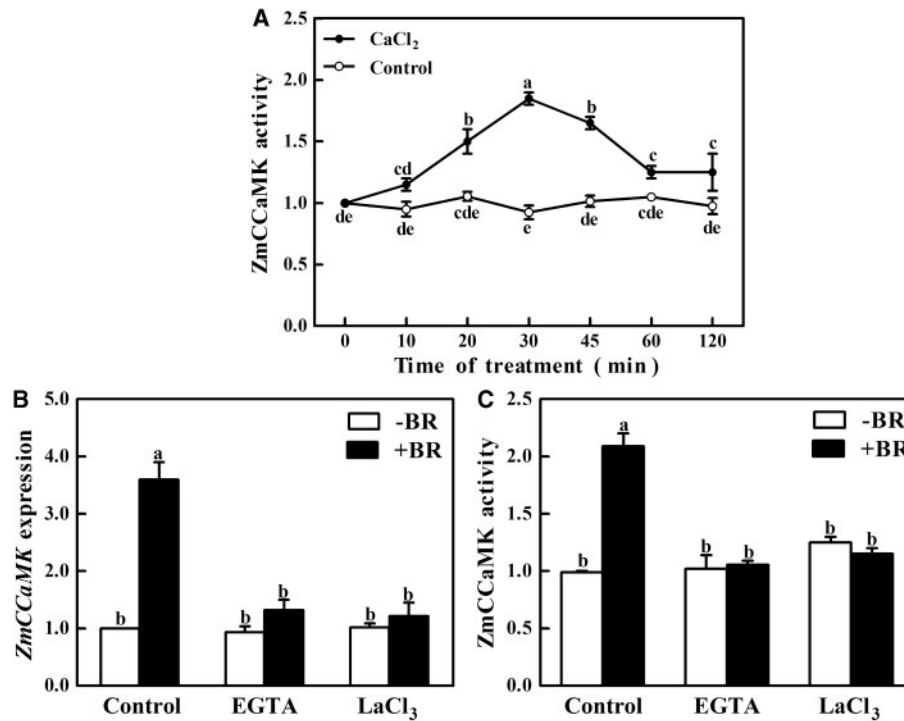 A
CaCl₂
Control
ZmCCaMK activity
2.5
2.0
1.5
1.0
0.5
0.0
a
b
b
cd
c
c
de
de
cde
e
de
cde
de
0 10 20 30 45 60 120
Time of treatment ( min )
B
ZmCCaMK expression
5.0
4.0
3.0
2.0
1.0
0.0
-BR
+BR
a
b
b
b
b
b
Control EGTA LaCl₃
C
ZmCCaMK activity
2.5
2.0
1.5
1.0
0.5
0.0
-BR
+BR
a
b
b
b
b
b
Control EGTA LaCl₃